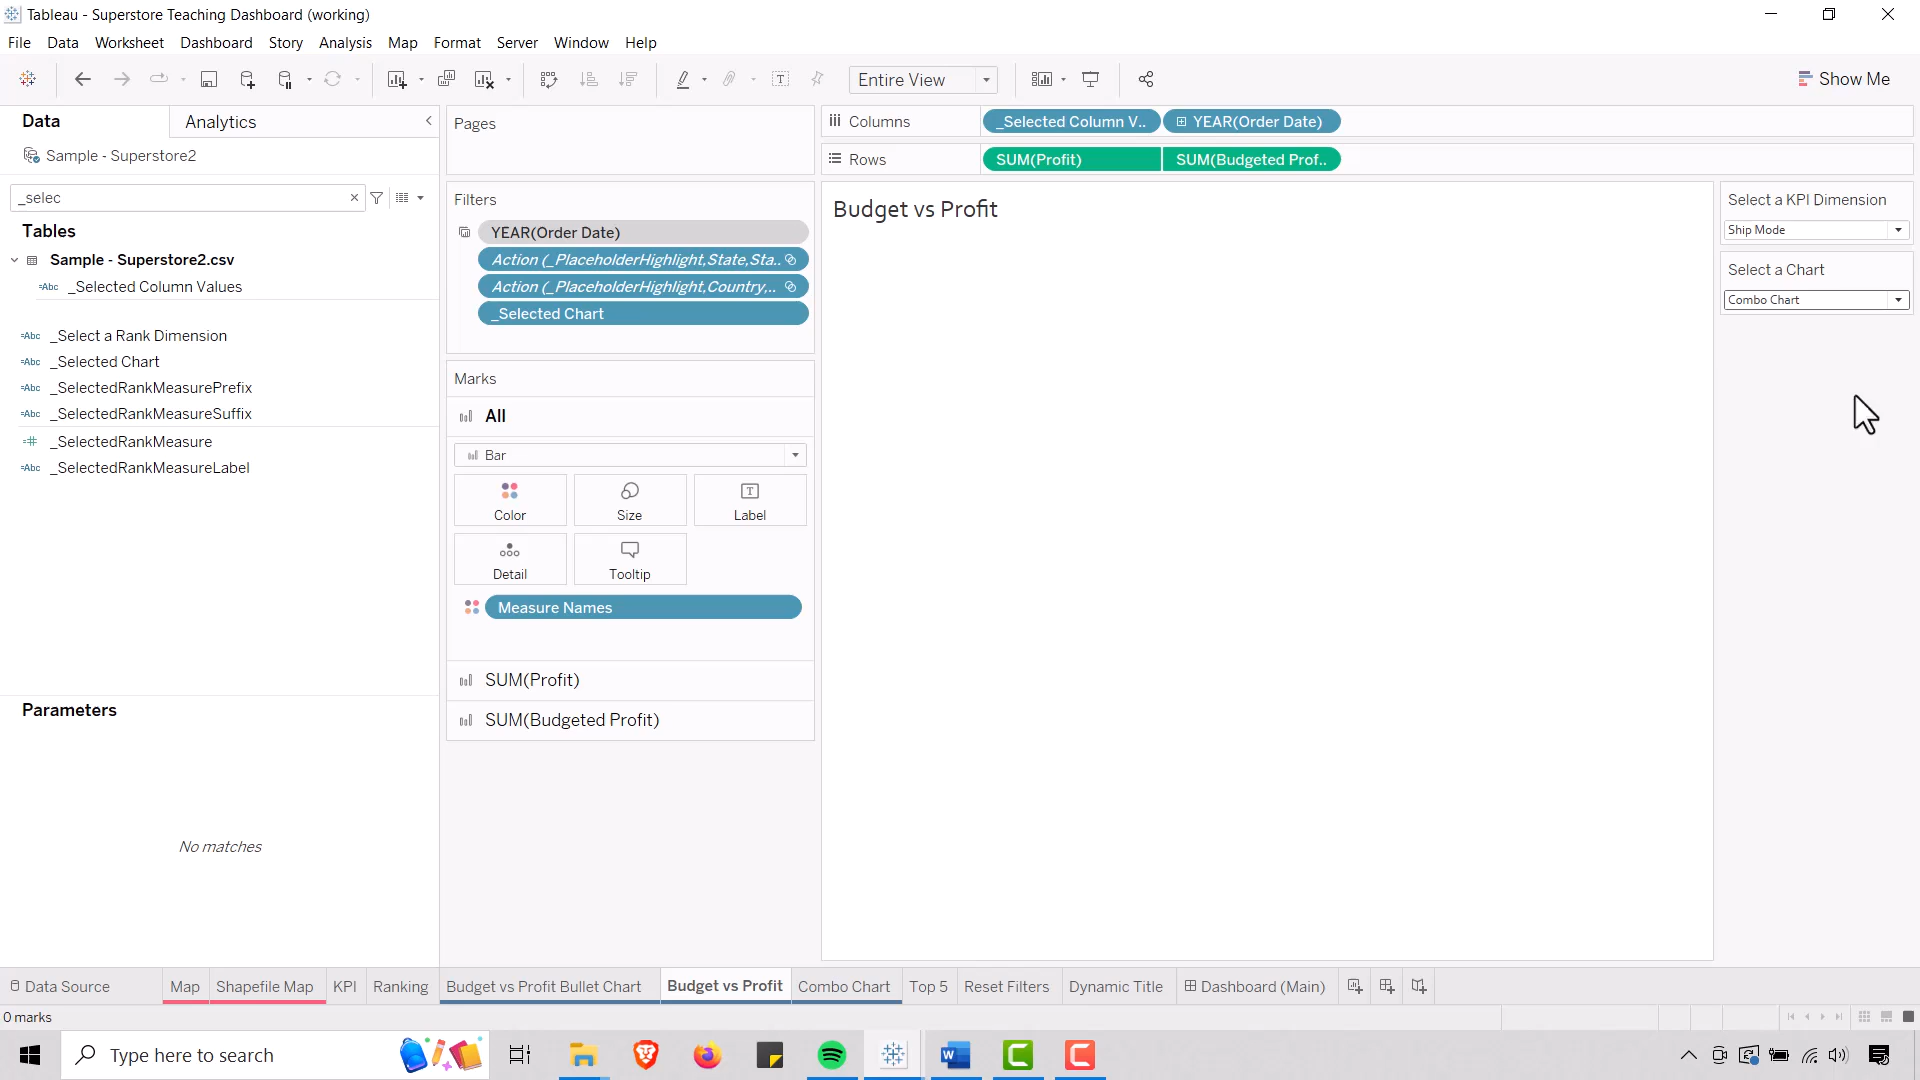 Tableau - Superstore Teaching Dashboard (working)
File Data Worksheet Dashboard Story Analysis Map Format Server Window Help
Entire View
Show Me
Data
Analytics
Sample - Superstore2
_selec
Tables
Sample - Superstore2.csv
=Abc _Selected Column Values
=Abc _Select a Rank Dimension
=Abc _Selected Chart
=Abc _SelectedRankMeasurePrefix
=Abc _SelectedRankMeasureSuffix
=# _SelectedRankMeasure
=Abc _SelectedRankMeasureLabel
Parameters
No matches
Pages
Filters
YEAR(Order Date)
Action (_PlaceholderHighlight,State,Sta..
Action (_PlaceholderHighlight,Country,..
_Selected Chart
Marks
All
Bar
Color
Size
Label
Detail
Tooltip
Measure Names
SUM(Profit)
SUM(Budgeted Profit)
Columns
_Selected Column V..
YEAR(Order Date)
Rows
SUM(Profit)
SUM(Budgeted Prof..
Budget vs Profit
Select a KPI Dimension
Ship Mode
Select a Chart
Combo Chart
Data Source
Map
Shapefile Map
KPI
Ranking
Budget vs Profit Bullet Chart
Budget vs Profit
Combo Chart
Top 5
Reset Filters
Dynamic Title
Dashboard (Main)
0 marks
Type here to search